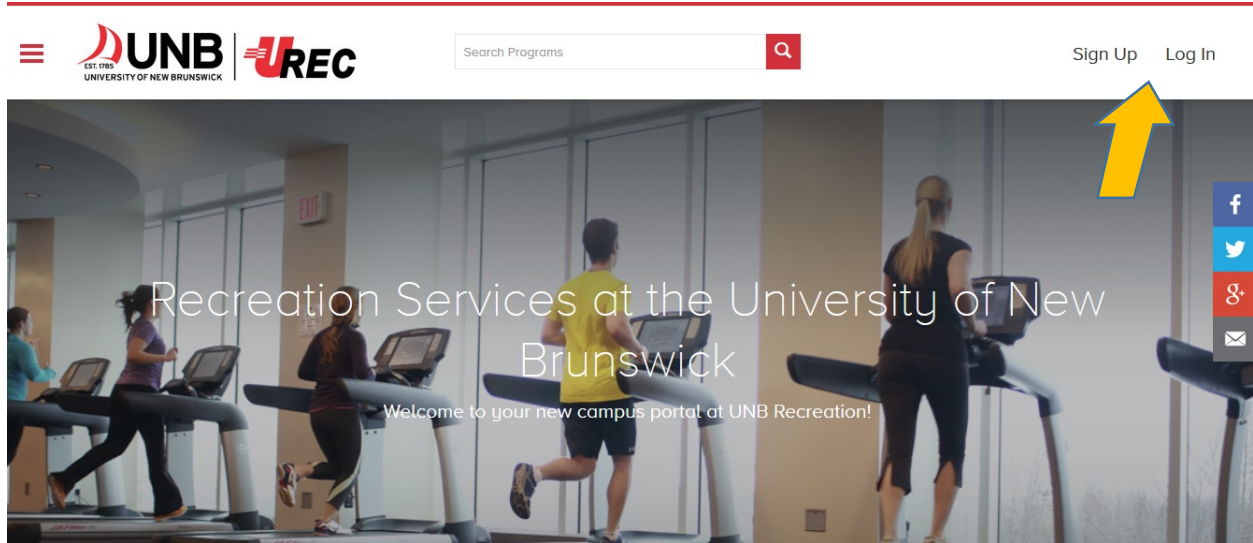 UNB
EST. 1785
UNIVERSITY OF NEW BRUNSWICK
UREC
Search Programs
Sign Up
Log In
EXIT
f
g+
Recreation Services at the University of New
Brunswick
Welcome to your new campus portal at UNB Recreation!